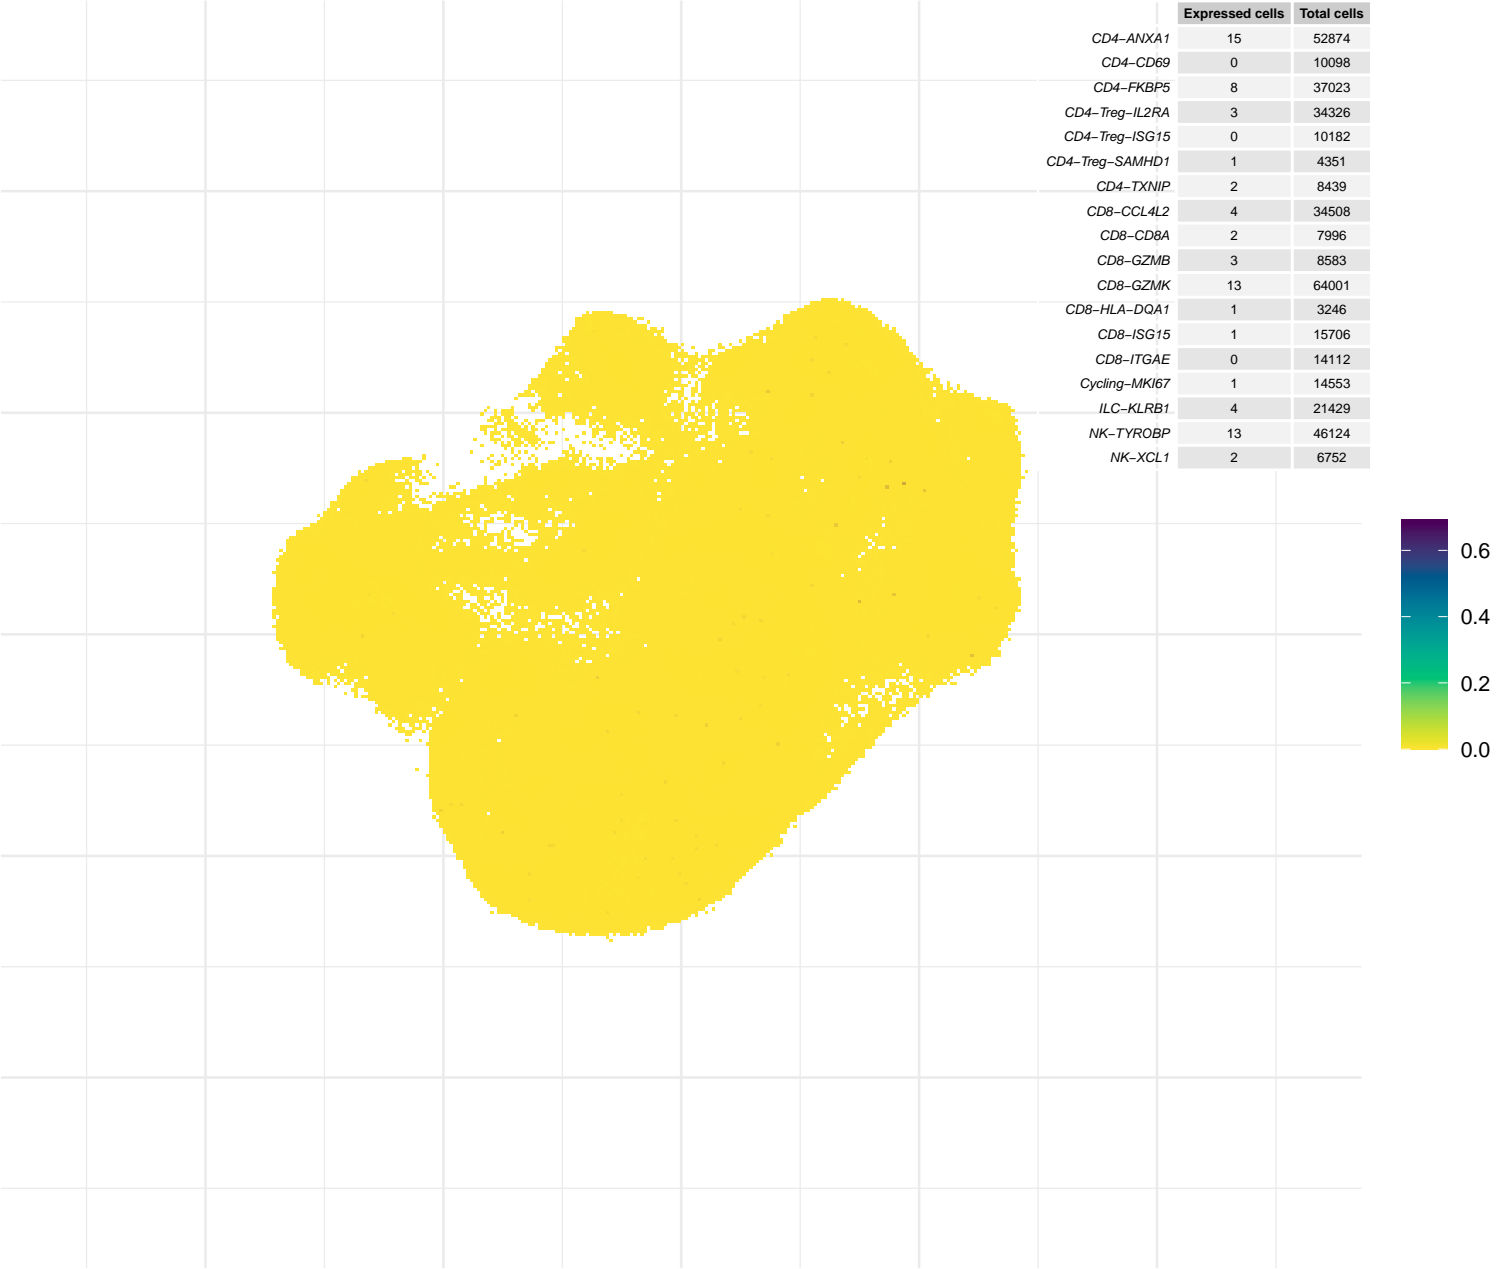 Expressed cells Total cells
CD4−ANXA1 15 52874
CD4−CD69 0 10098
CD4−FKBP5 8 37023
CD4−Treg−IL2RA 3 34326
CD4−Treg−ISG15 0 10182
CD4−Treg−SAMHD1 1 4351
CD4−TXNIP 2 8439
CD8−CCL4L2 4 34508
CD8−CD8A 2 7996
CD8−GZMB 3 8583
CD8−GZMK 13 64001
CD8−HLA−DQA1 1 3246
CD8−ISG15 1 15706
CD8−ITGAE 0 14112
Cycling−MKI67 1 14553
ILC−KLRB1 4 21429
NK−TYROBP 13 46124
NK−XCL1 2 6752
0.6
0.4
0.2
0.0